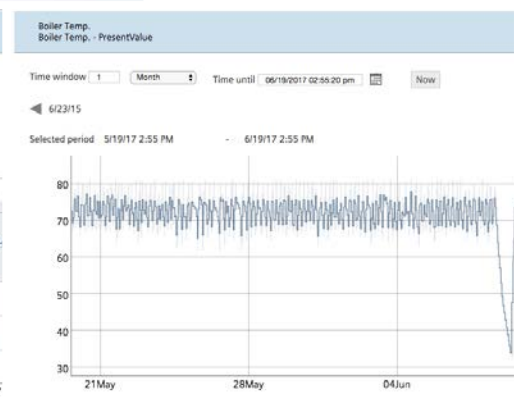 Boiler Temp.
Boiler Temp. - PresentValue
Time window 1 Month Time until 06/19/2017 02:55:20 pm Now
6/23/15
Selected period 5/19/17 2:55 PM - 6/19/17 2:55 PM
80
70
60
50
40
30
21May 28May 04Jun